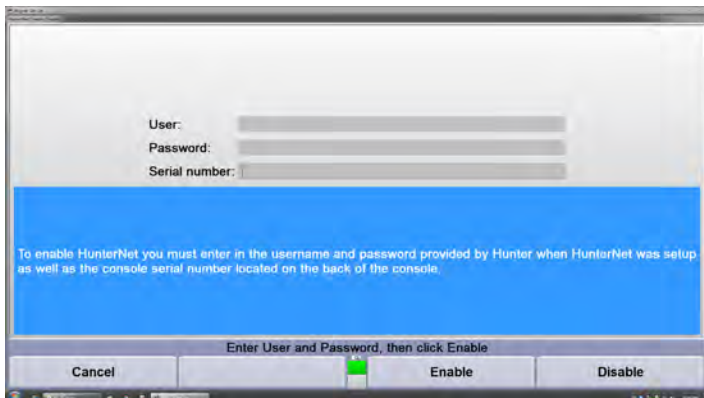 User:
Password:
Serial number:
To enable HunterNet you must enter in the username and password provided by Hunter when HunterNet was setup
as well as the console serial number located on the back of the console.
Enter User and Password, then click Enable
Cancel
Enable
Disable